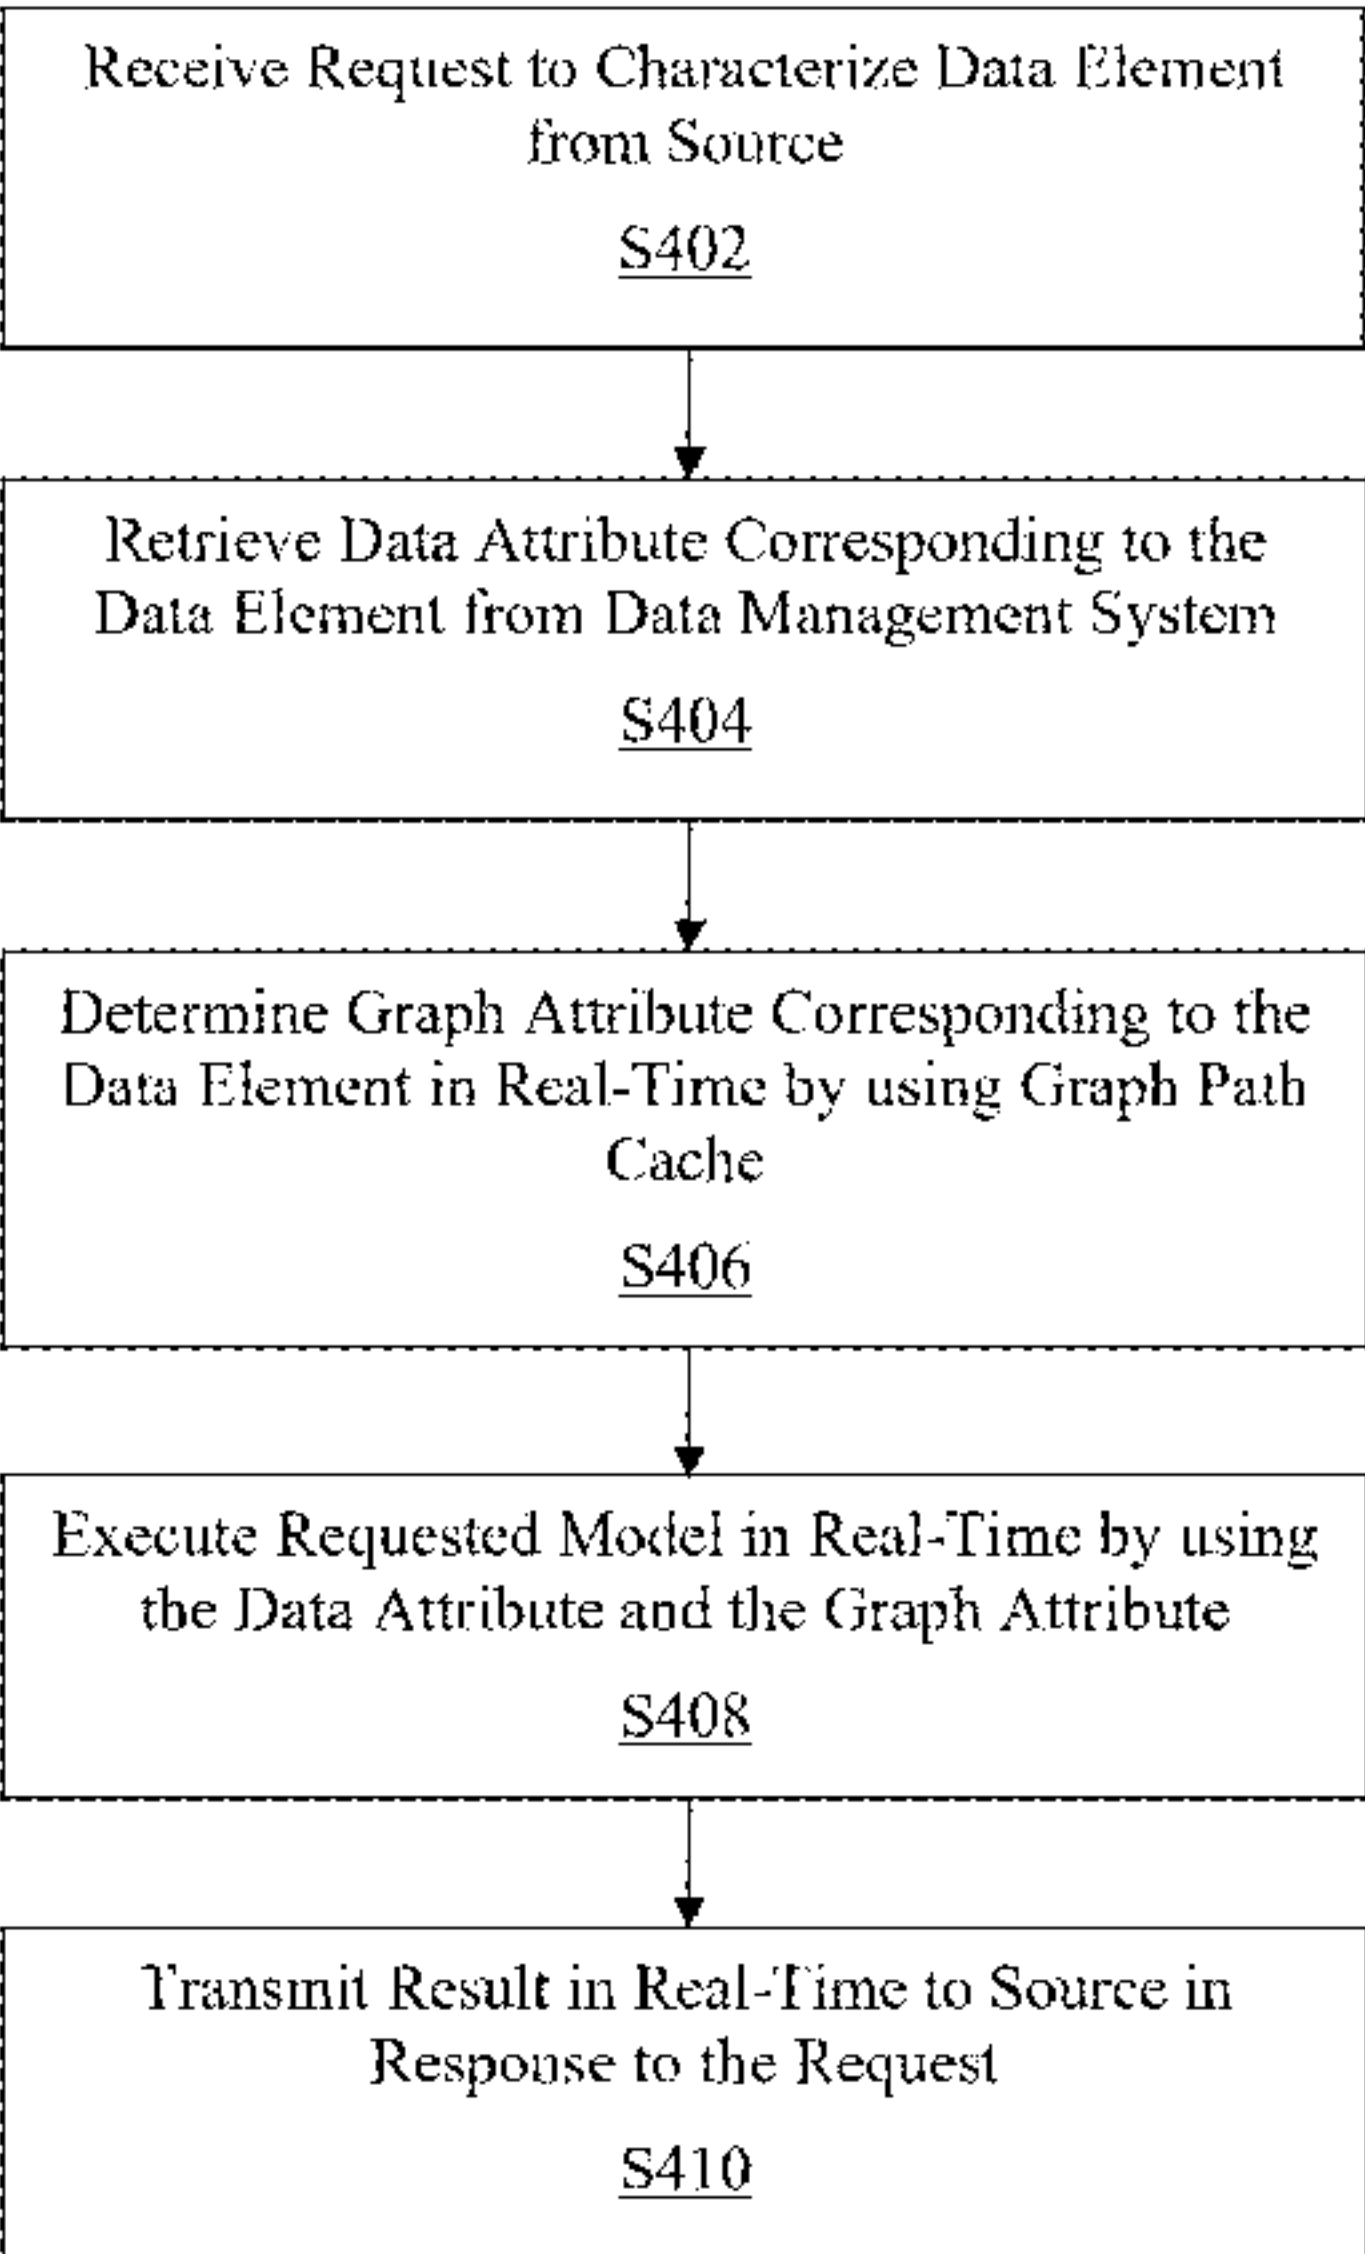 Receive Request to Characterize Data Element
from Source
S402
Retrieve Data Attribute Corresponding to the
Data Element from Data Management System
S404
Determine Graph Attribute Corresponding to the
Data Element in Real-Time by using Graph Path
Cache
S406
Execute Requested Model in Real-Time by using
the Data Attribute and the Graph Attribute
S408
Transmit Result in Real-Time to Source in
Response to the Request
S410